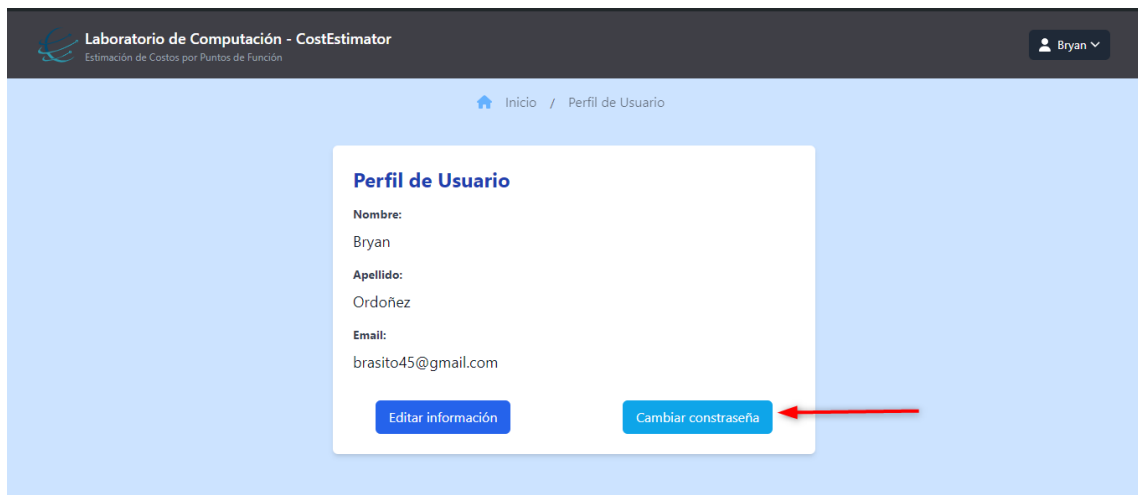 Laboratorio de Computación - CostEstimator
Estimación de Costos por Puntos de Función
Bryan
Inicio / Perfil de Usuario
Perfil de Usuario
Nombre:
Bryan
Apellido:
Ordoñez
Email:
brasito45@gmail.com
Editar información
Cambiar constraseña